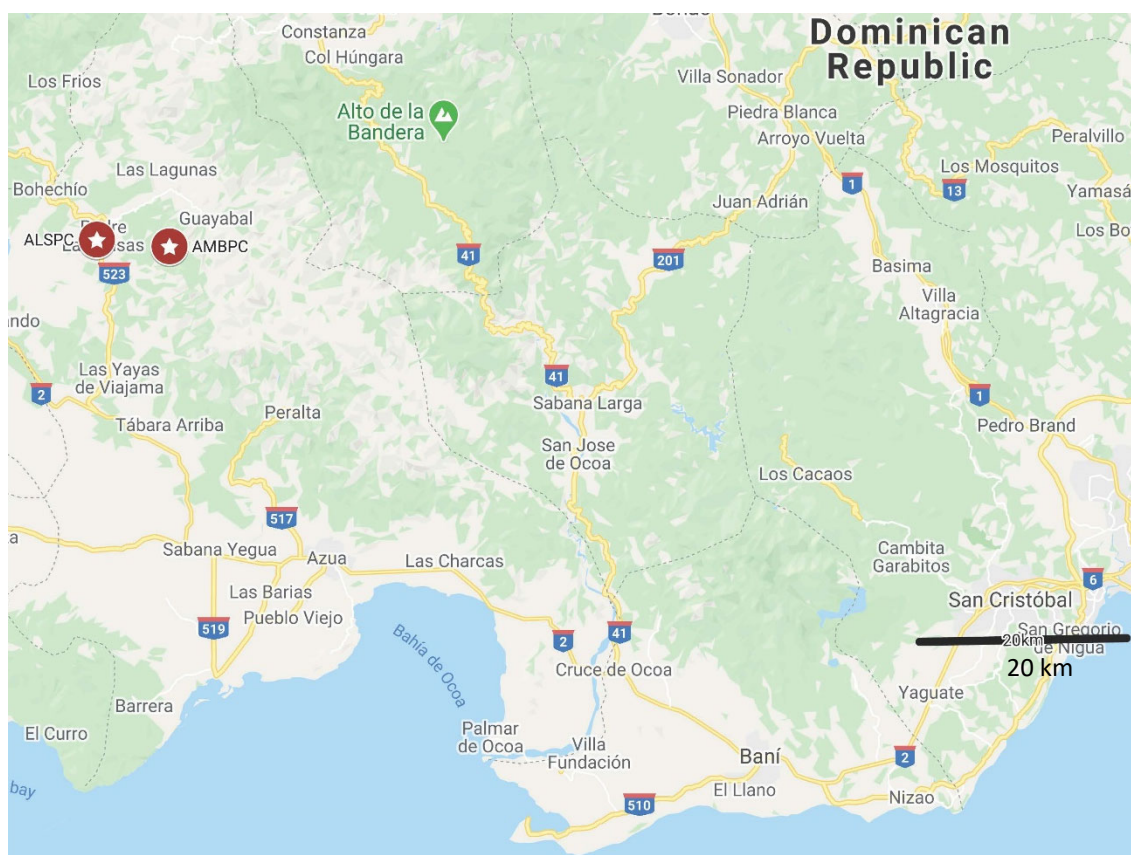 Constanza
Col Húngara
Dominican
Republic
Villa Sonador
Los Frios
Alto de la
Bandera
Piedra Blanca
Arroyo Vuelta
Peralvillo
Los Mosquitos
Las Lagunas
Bohechío
1
13
Guayabal
Juan Adrián
ALSPC
AMBPC
41
201
523
Basima
Villa
Altagracia
Las Yayas
de Viajama
2
41
1
Sabana Larga
Peralta
Tábara Arriba
Pedro Brand
San Jose
de Ocoa
Los Cacaos
517
Sabana Yegua
Azua
Las Charcas
Cambita
Garabitos
Las Barias
6
Pueblo Viejo
San Cristóbal
519
Bahía de Ocoa
2
41
San Gregorio
de Nigua
20km
20 km
Cruce de Ocoa
Yaguate
Barrera
El Curro
Palmar
de Ocoa
Villa
Fundación
Baní
2
bay
El Llano
Nizao
510